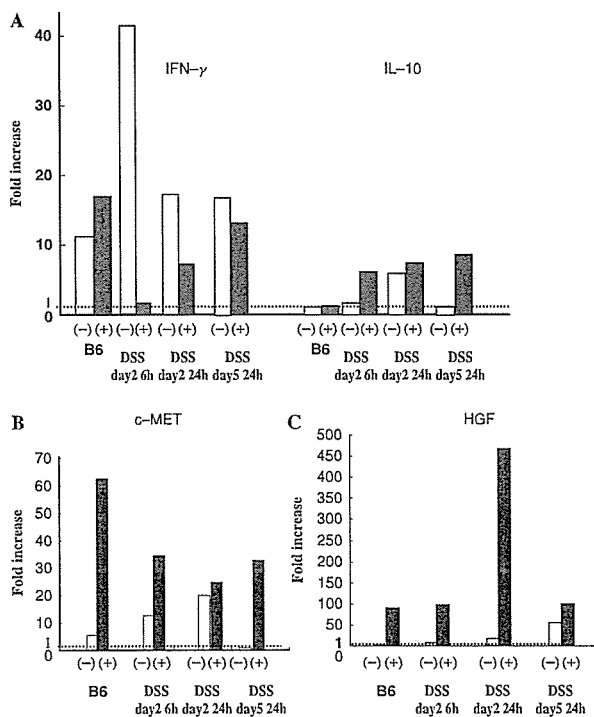 A
IFN-γ
IL-10
Fold increase
40
30
20
10
1
0
(-) (+) (-) (+) (-) (+) (-) (+) (-) (+) (-) (+) (-) (+) (-) (+)
B6 DSS day2 6h DSS day2 24h DSS day5 24h B6 DSS day2 6h DSS day2 24h DSS day5 24h
B
c-MET
Fold increase
70
60
50
40
30
20
10
1
0
(-) (+) (-) (+) (-) (+) (-) (+)
B6 DSS day2 6h DSS day2 24h DSS day5 24h
C
HGF
Fold increase
500
450
400
350
300
250
200
150
100
50
1
0
(-) (+) (-) (+) (-) (+) (-) (+)
B6 DSS day2 6h DSS day2 24h DSS day5 24h